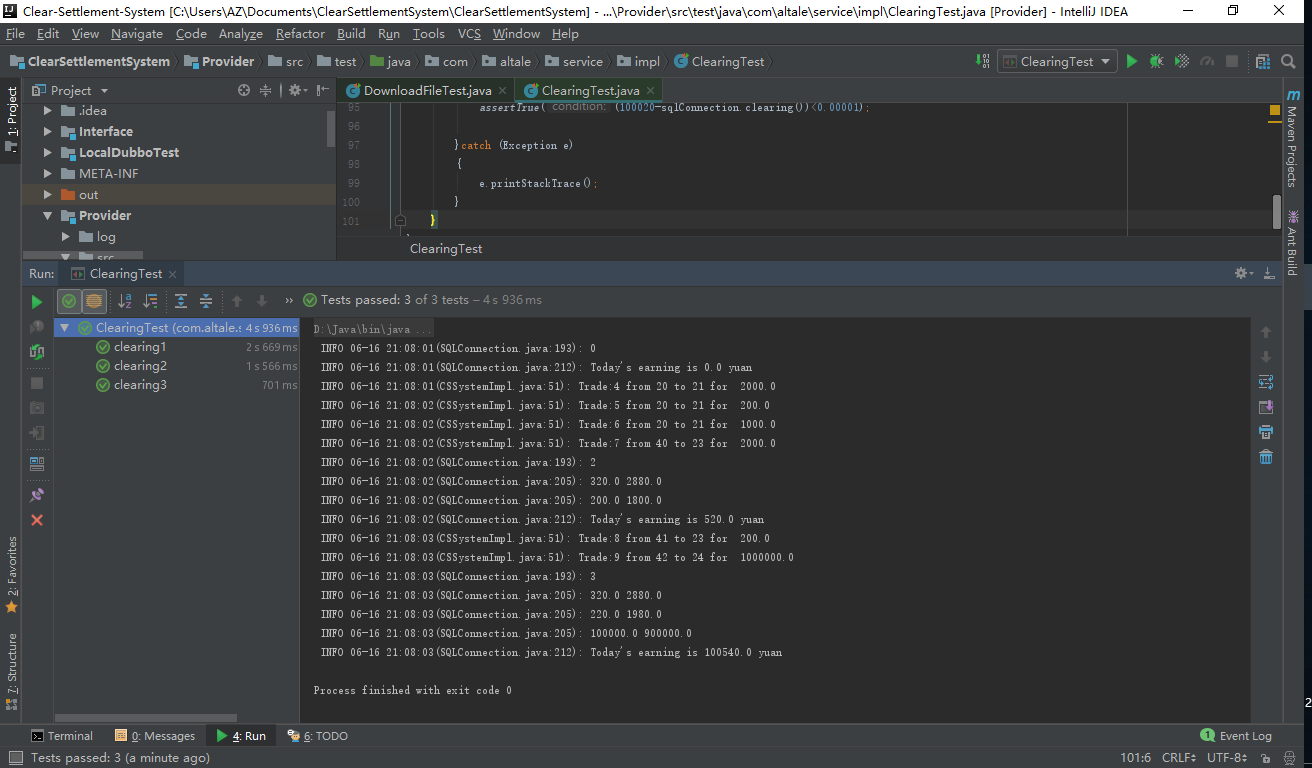 Clear-Settlement-System [C:\Users\AZ\Documents\ClearSettlementSystem\ClearSettlementSystem] - ...\Provider\src\test\java\com\altale\service\impl\ClearingTest.java [Provider] - IntelliJ IDEA
File Edit View Navigate Code Analyze Refactor Build Run Tools VCS Window Help
ClearSettlementSystem Provider src test java com altale service impl ClearingTest ClearingTest
Project DownloadFileTest.java ClearingTest.java
1: Project
.idea
Interface
LocalDubboTest
META-INF
out
Provider
log
src
95 assertTrue( condition: (100020-sqlConnection.clearing())<0.00001);
96
97 }catch (Exception e)
98 {
99 e.printStackTrace();
100 }
101 }
ClearingTest
Maven Projects
Ant Build
Run: ClearingTest
Tests passed: 3 of 3 tests – 4 s 936 ms
ClearingTest (com.altale.s 4 s 936 ms
clearing1 2 s 669 ms
clearing2 1 s 566 ms
clearing3 701 ms
D:\Java\bin\java ...
INFO 06-16 21:08:01(SQLConnection.java:193): 0
INFO 06-16 21:08:01(SQLConnection.java:212): Today's earning is 0.0 yuan
INFO 06-16 21:08:01(CSSystemImpl.java:51): Trade:4 from 20 to 21 for  2000.0
INFO 06-16 21:08:02(CSSystemImpl.java:51): Trade:5 from 20 to 21 for  200.0
INFO 06-16 21:08:02(CSSystemImpl.java:51): Trade:6 from 20 to 21 for  1000.0
INFO 06-16 21:08:02(CSSystemImpl.java:51): Trade:7 from 40 to 23 for  2000.0
INFO 06-16 21:08:02(SQLConnection.java:193): 2
INFO 06-16 21:08:02(SQLConnection.java:205): 320.0 2880.0
INFO 06-16 21:08:02(SQLConnection.java:205): 200.0 1800.0
INFO 06-16 21:08:02(SQLConnection.java:212): Today's earning is 520.0 yuan
INFO 06-16 21:08:03(CSSystemImpl.java:51): Trade:8 from 41 to 23 for  200.0
INFO 06-16 21:08:03(CSSystemImpl.java:51): Trade:9 from 42 to 24 for  1000000.0
INFO 06-16 21:08:03(SQLConnection.java:193): 3
INFO 06-16 21:08:03(SQLConnection.java:205): 320.0 2880.0
INFO 06-16 21:08:03(SQLConnection.java:205): 220.0 1980.0
INFO 06-16 21:08:03(SQLConnection.java:205): 100000.0 900000.0
INFO 06-16 21:08:03(SQLConnection.java:212): Today's earning is 100540.0 yuan
Process finished with exit code 0
2: Favorites
7: Structure
2
Terminal 0: Messages 4: Run 6: TODO 1 Event Log
Tests passed: 3 (a minute ago) 101:6 CRLF UTF-8